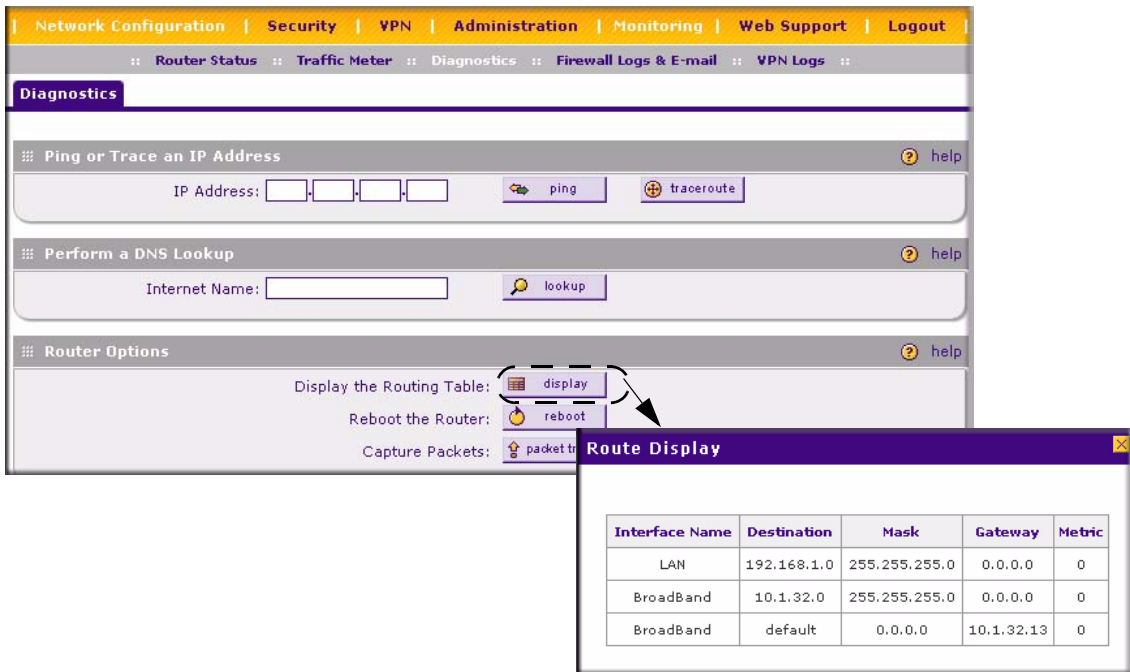 | Network Configuration | Security | VPN | Administration | Monitoring | Web Support | Logout |
:: Router Status :: Traffic Meter :: Diagnostics :: Firewall Logs & E-mail :: VPN Logs ::
Diagnostics
Ping or Trace an IP Address help
IP Address: . . . ping traceroute
Perform a DNS Lookup help
Internet Name: lookup
Router Options help
Display the Routing Table: display
Reboot the Router: reboot
Capture Packets: packet tr
Route Display
Interface Name Destination Mask Gateway Metric
LAN 192.168.1.0 255.255.255.0 0.0.0.0 0
BroadBand 10.1.32.0 255.255.255.0 0.0.0.0 0
BroadBand default 0.0.0.0 10.1.32.13 0